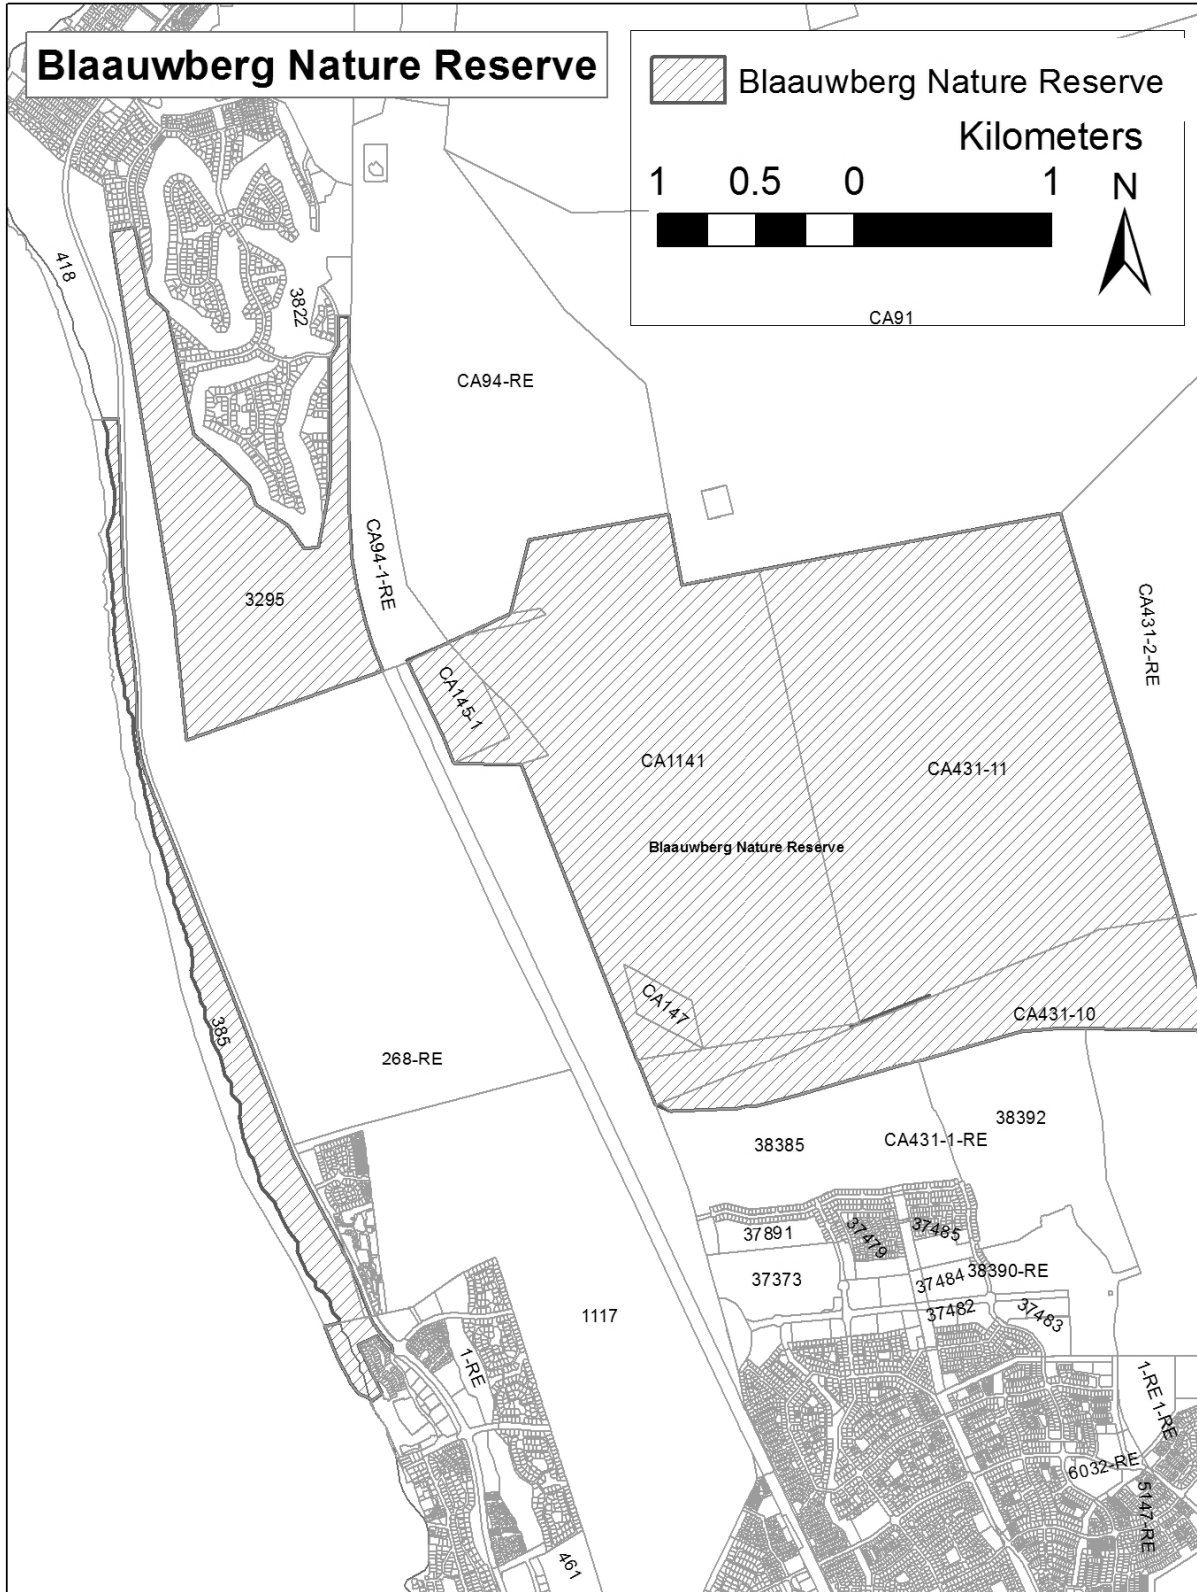 Blaauwberg Nature Reserve
Blaauwberg Nature Reserve
Kilometers
1 0.5 0 1
N
418
3822
CA91
CA94-RE
3295
CA94-1-RE
CA431-2-RE
CA145-1
CA1141
CA431-11
Blaauwberg Nature Reserve
CA147
CA431-10
385
268-RE
38392
38385
CA431-1-RE
37891
37479
37485
37373
37484
38390-RE
37482
37483
1117
1-RE
1-RE 1-RE
6032-RE
5147-RE
461